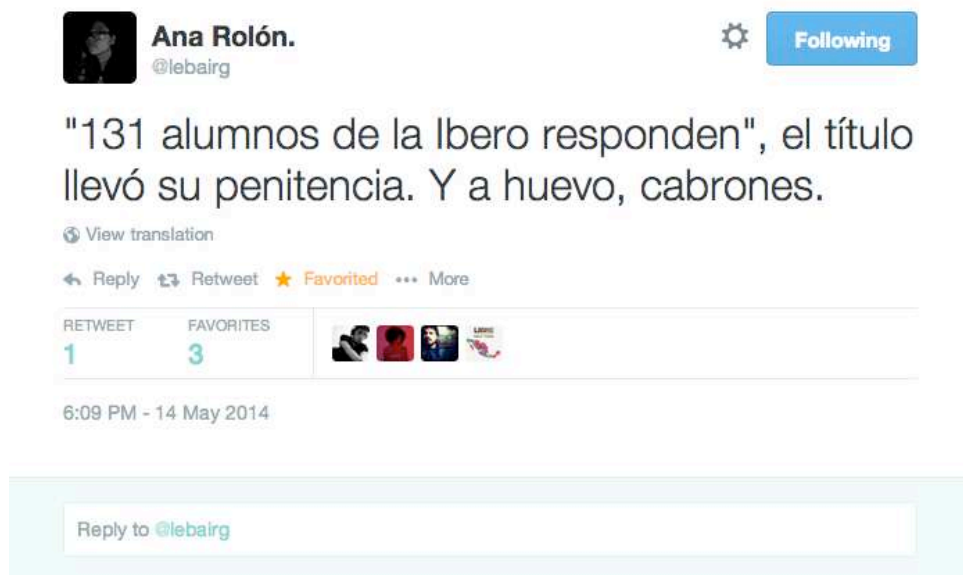 Ana Rolón.
@lebairg
Following
"131 alumnos de la Ibero responden", el título
llevó su penitencia. Y a huevo, cabrones.
View translation
Reply Retweet Favorited More
RETWEET FAVORITES
1 3
6:09 PM - 14 May 2014
Reply to @lebairg